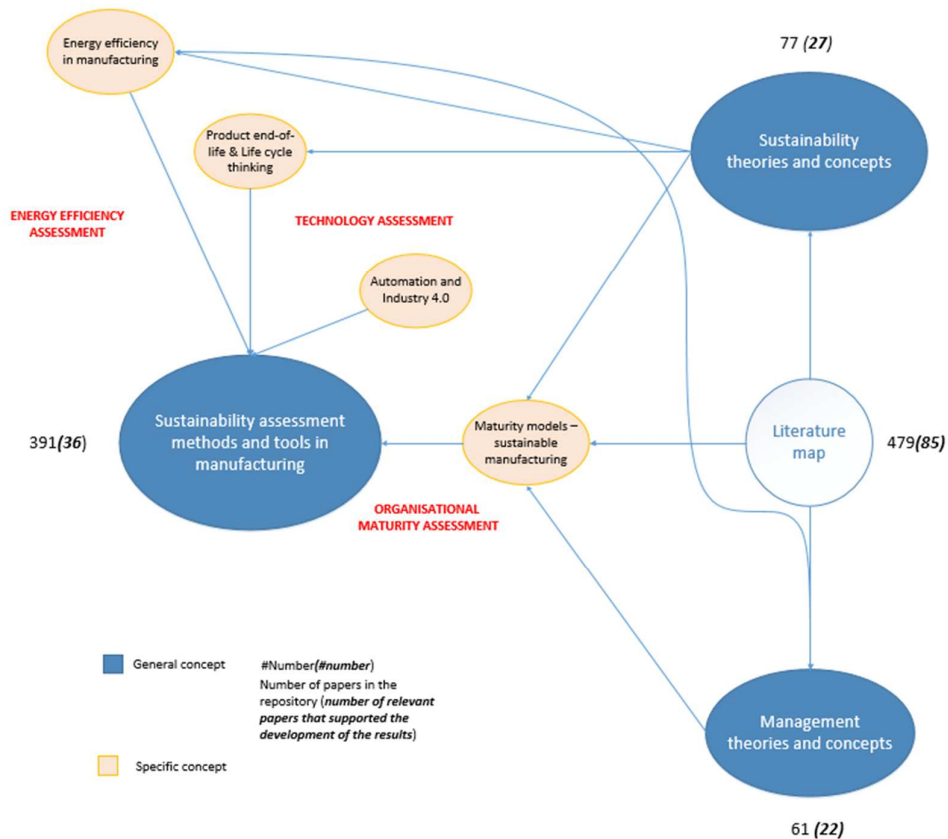 Energy efficiency
in manufacturing
77 (27)
Sustainability
theories and concepts
Product end-of-
life & Life cycle
thinking
ENERGY EFFICIENCY
ASSESSMENT
TECHNOLOGY ASSESSMENT
Automation and
Industry 4.0
Sustainability assessment
methods and tools in
manufacturing
391(36)
Maturity models –
sustainable
manufacturing
Literature
map
479(85)
ORGANISATIONAL
MATURITY ASSESSMENT
General concept
#Number(#number)
Number of papers in the
repository (number of relevant
papers that supported the
development of the results)
Specific concept
Management
theories and concepts
61 (22)